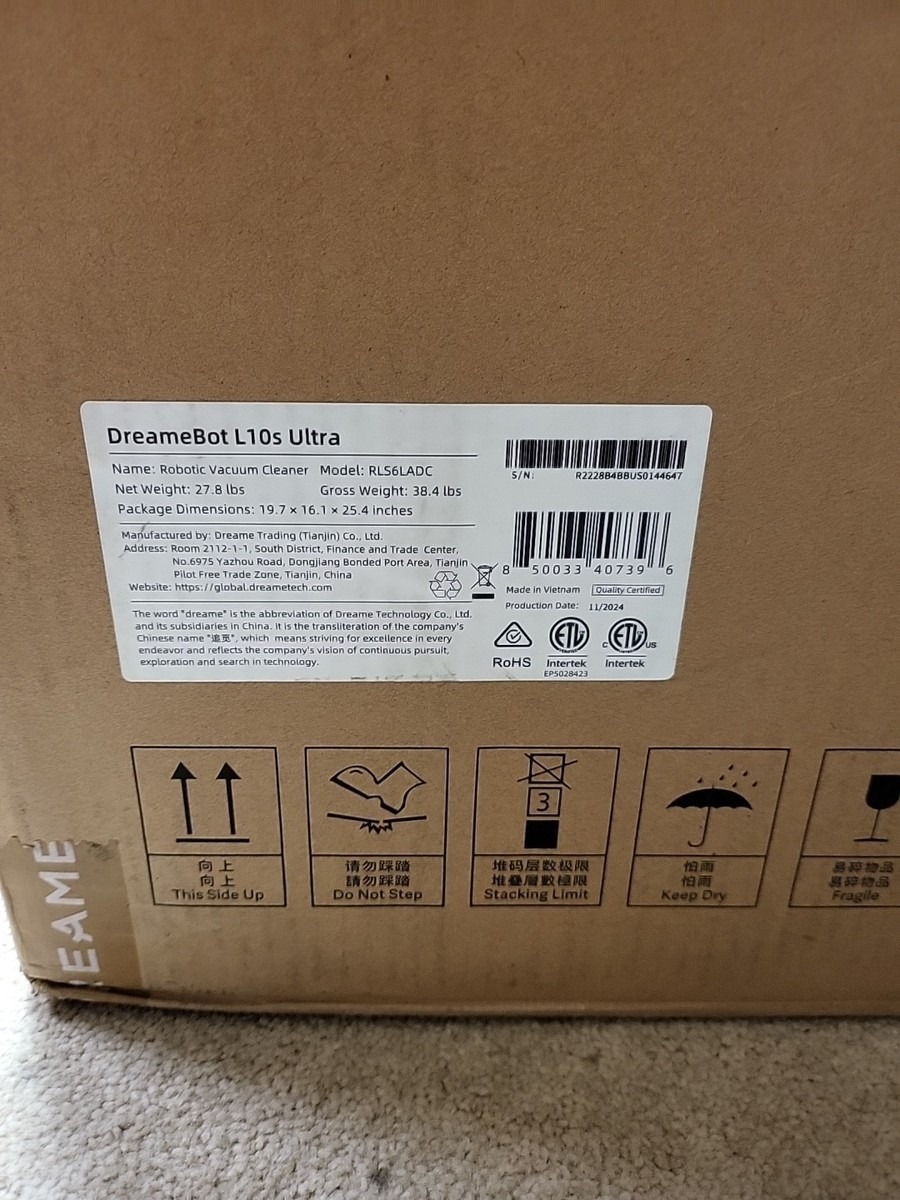 DreameBot L10s Ultra
Name: Robotic Vacuum Cleaner Model: RLS6LADC
Net Weight: 27.8 lbs Gross Weight: 38.4 lbs
Package Dimensions: 19.7 × 16.1 × 25.4 inches
Manufactured by: Dreame Trading (Tianjin) Co., Ltd.
Address: Room 2112-1-1, South District, Finance and Trade Center,
No.6975 Yazhou Road, Dongjiang Bonded Port Area, Tianjin
Pilot Free Trade Zone, Tianjin, China
Website: https://global.dreametech.com
The word "dreame" is the abbreviation of Dreame Technology Co., Ltd.
and its subsidiaries in China. It is the transliteration of the company's
Chinese name "追觅", which means striving for excellence in every
endeavor and reflects the company's vision of continuous pursuit,
exploration and search in technology.
S/N: R2228B4BBUS0144647
8 50033 40739 6
Made in Vietnam Quality Certified
Production Date: 11/2024
RoHS
ETL
Intertek
EPS028423
C ETL US
Intertek
向上
向上
This Side Up
请勿踩踏
請勿踩踏
Do Not Step
3
堆码层数极限
堆叠層數極限
Stacking Limit
怕雨
怕雨
Keep Dry
易碎物品
易碎物品
Fragile
EAME